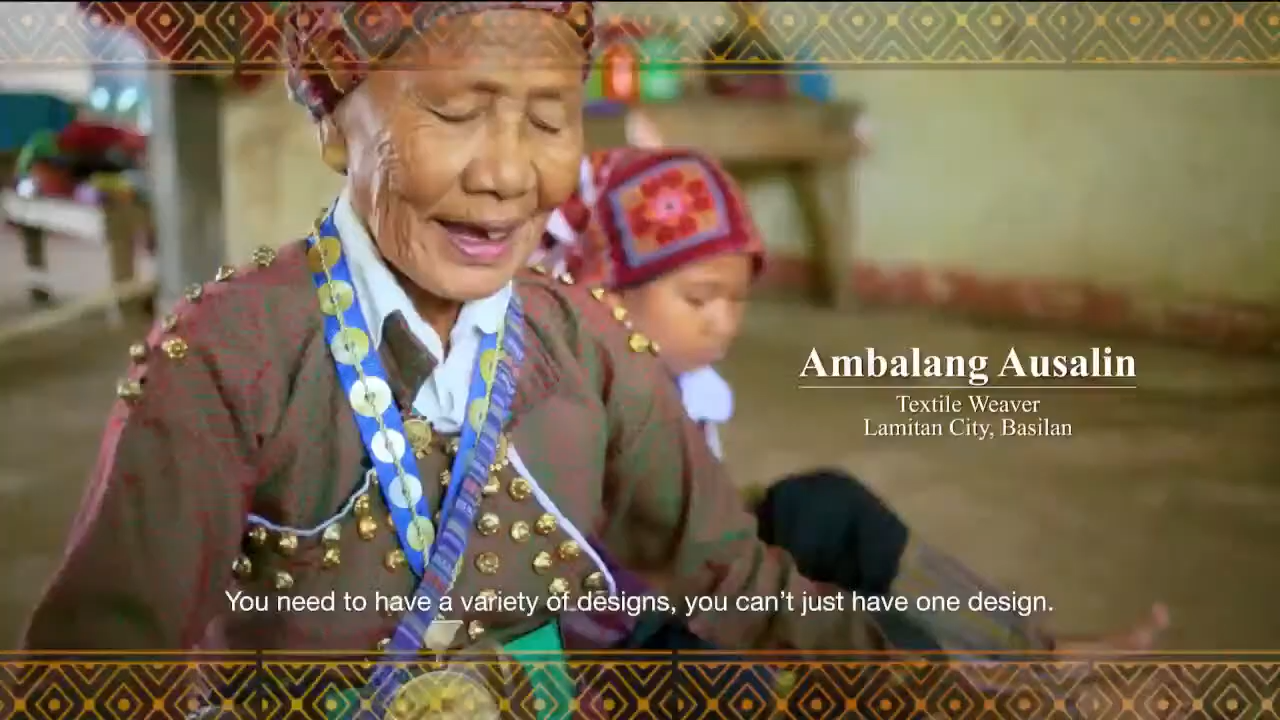 Ambalang Ausalin
Textile Weaver
Lamitan City, Basilan
You need to have a variety of designs, you can't just have one design.